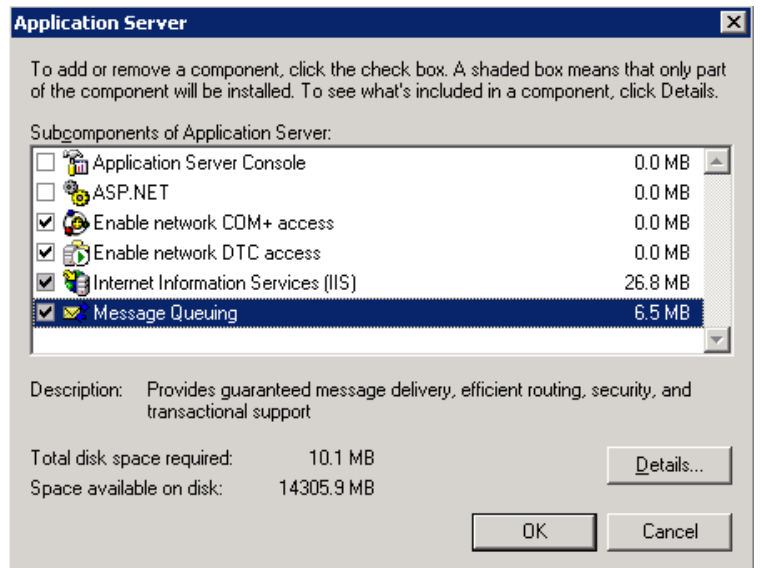 Application Server
To add or remove a component, click the check box. A shaded box means that only part
of the component will be installed. To see what's included in a component, click Details.
Subcomponents of Application Server:
Application Server Console 0.0 MB
ASP.NET 0.0 MB
Enable network COM+ access 0.0 MB
Enable network DTC access 0.0 MB
Internet Information Services (IIS) 26.8 MB
Message Queuing 6.5 MB
Description: Provides guaranteed message delivery, efficient routing, security, and
transactional support
Total disk space required: 10.1 MB
Space available on disk: 14305.9 MB
Details...
OK Cancel